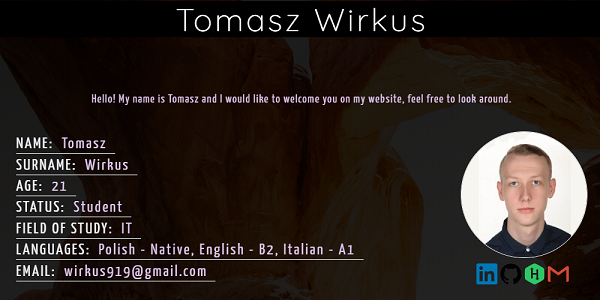 Tomasz Wirkus
Hello! My name is Tomasz and I would like to welcome you on my website, feel free to look around.
NAME: Tomasz
SURNAME: Wirkus
AGE: 21
STATUS: Student
FIELD OF STUDY: IT
LANGUAGES: Polish - Native, English - B2, Italian - A1
EMAIL: wirkus919@gmail.com
in H M